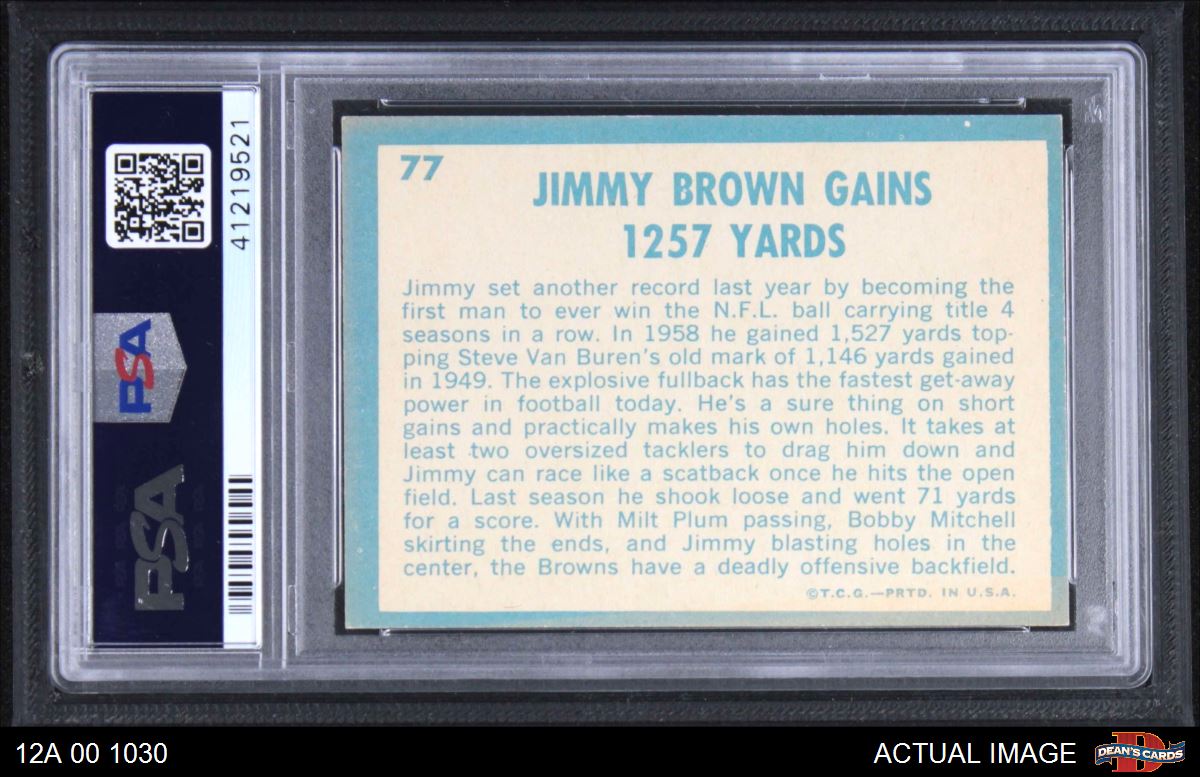 41219521
PSA
PSA
77
JIMMY BROWN GAINS
1257 YARDS
Jimmy set another record last year by becoming the
first man to ever win the N.F.L. ball carrying title 4
seasons in a row. In 1958 he gained 1,527 yards top-
ping Steve Van Buren's old mark of 1,146 yards gained
in 1949. The explosive fullback has the fastest get-away
power in football today. He's a sure thing on short
gains and practically makes his own holes. It takes at
least two oversized tacklers to drag him down and
Jimmy can race like a scatback once he hits the open
field. Last season he shook loose and went 71 yards
for a score. With Milt Plum passing, Bobby Mitchell
skirting the ends, and Jimmy blasting holes in the
center, the Browns have a deadly offensive backfield.
©T.C.G.—PRTD. IN U.S.A.
12A 00 1030
ACTUAL IMAGE
D
DEAN'S CARDS